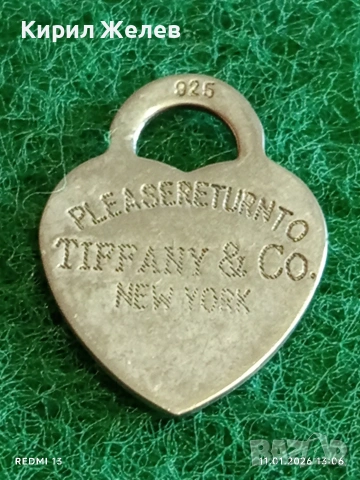 Кирил Желев
925
PLEASERETURNTO
TIFFANY & CO.
NEW YORK
REDMI 13
11.01.2026 13:06